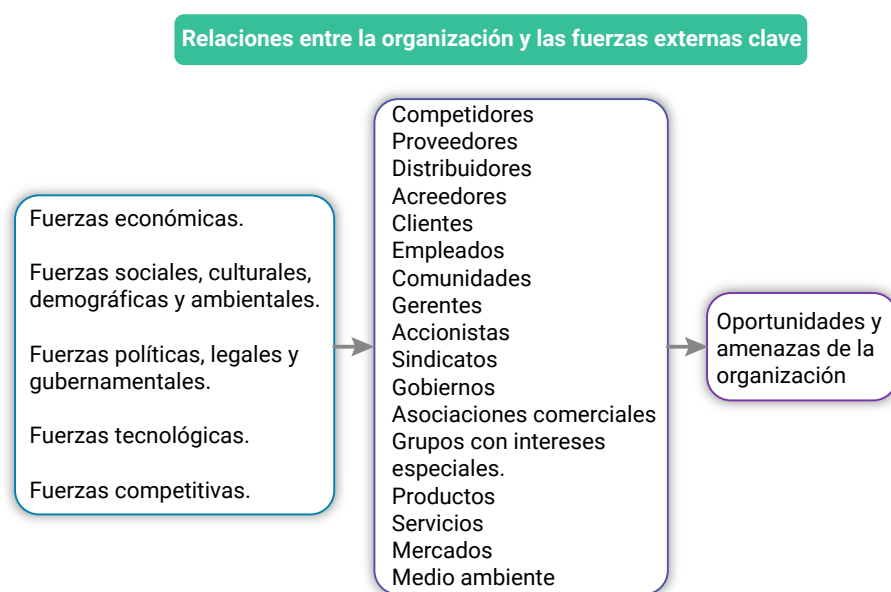 Relaciones entre la organización y las fuerzas externas clave
Fuerzas económicas.
Fuerzas sociales, culturales,
demográficas y ambientales.
Fuerzas políticas, legales y
gubernamentales.
Fuerzas tecnológicas.
Fuerzas competitivas.
Competidores
Proveedores
Distribuidores
Acreedores
Clientes
Empleados
Comunidades
Gerentes
Accionistas
Sindicatos
Gobiernos
Asociaciones comerciales
Grupos con intereses
especiales.
Productos
Servicios
Mercados
Medio ambiente
Oportunidades y
amenazas de la
organización